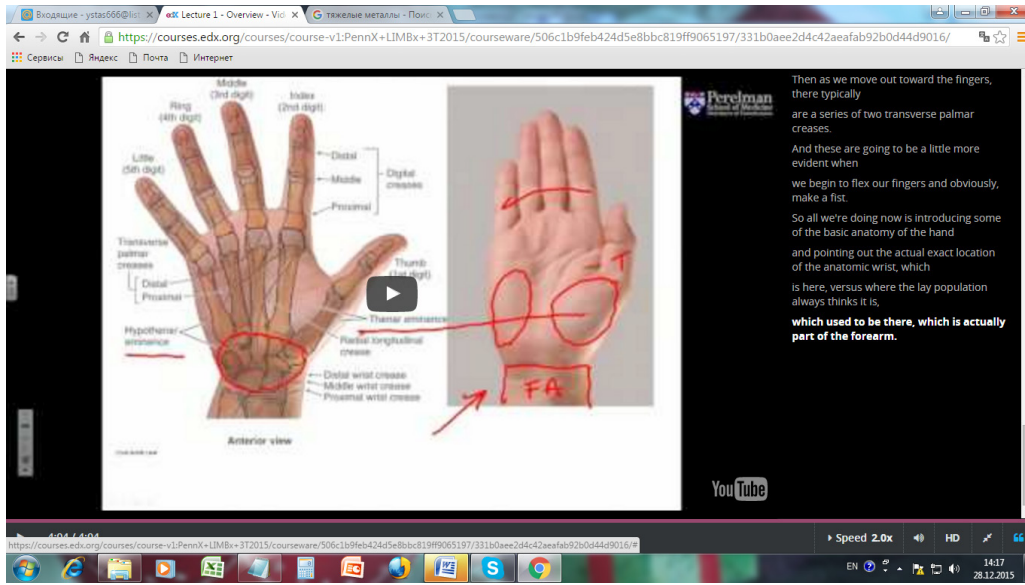 Входящие - ystas666@list
Lecture 1 - Overview - Vid
тяжелые металлы - Поис
https://courses.edx.org/courses/course-v1:PennX+LIMBx+3T2015/courseware/506c1b9feb424d5e8bbc819ff9065197/331b0aee2d4c42aeafab92b0d44d9016/
Сервисы Яндекс Почта Интернет
Middle
(3rd digit)
Ring
(4th digit)
Index
(2nd digit)
Little
(5th digit)
Distal
Middle
Proximal
Digital
creases
Transverse
palmar
creases
Distal
Proximal
Thumb
(1st digit)
Hypothenar
eminence
Thenar eminence
Radial longitudinal
crease
Distal wrist crease
Middle wrist crease
Proximal wrist crease
Anterior view
T
FA
Perelman
School of Medicine
YouTube
Then as we move out toward the fingers,
there typically
are a series of two transverse palmar
creases.
And these are going to be a little more
evident when
we begin to flex our fingers and obviously,
make a fist.
So all we're doing now is introducing some
of the basic anatomy of the hand
and pointing out the actual exact location
of the anatomic wrist, which
is here, versus where the lay population
always thinks it is,
which used to be there, which is actually
part of the forearm.
4:04 / 4:04
Speed 2.0x
HD
https://courses.edx.org/courses/course-v1:PennX+LIMBx+3T2015/courseware/506c1b9feb424d5e8bbc819ff9065197/331b0aee2d4c42aeafab92b0d44d9016/#
EN
14:17
28.12.2015